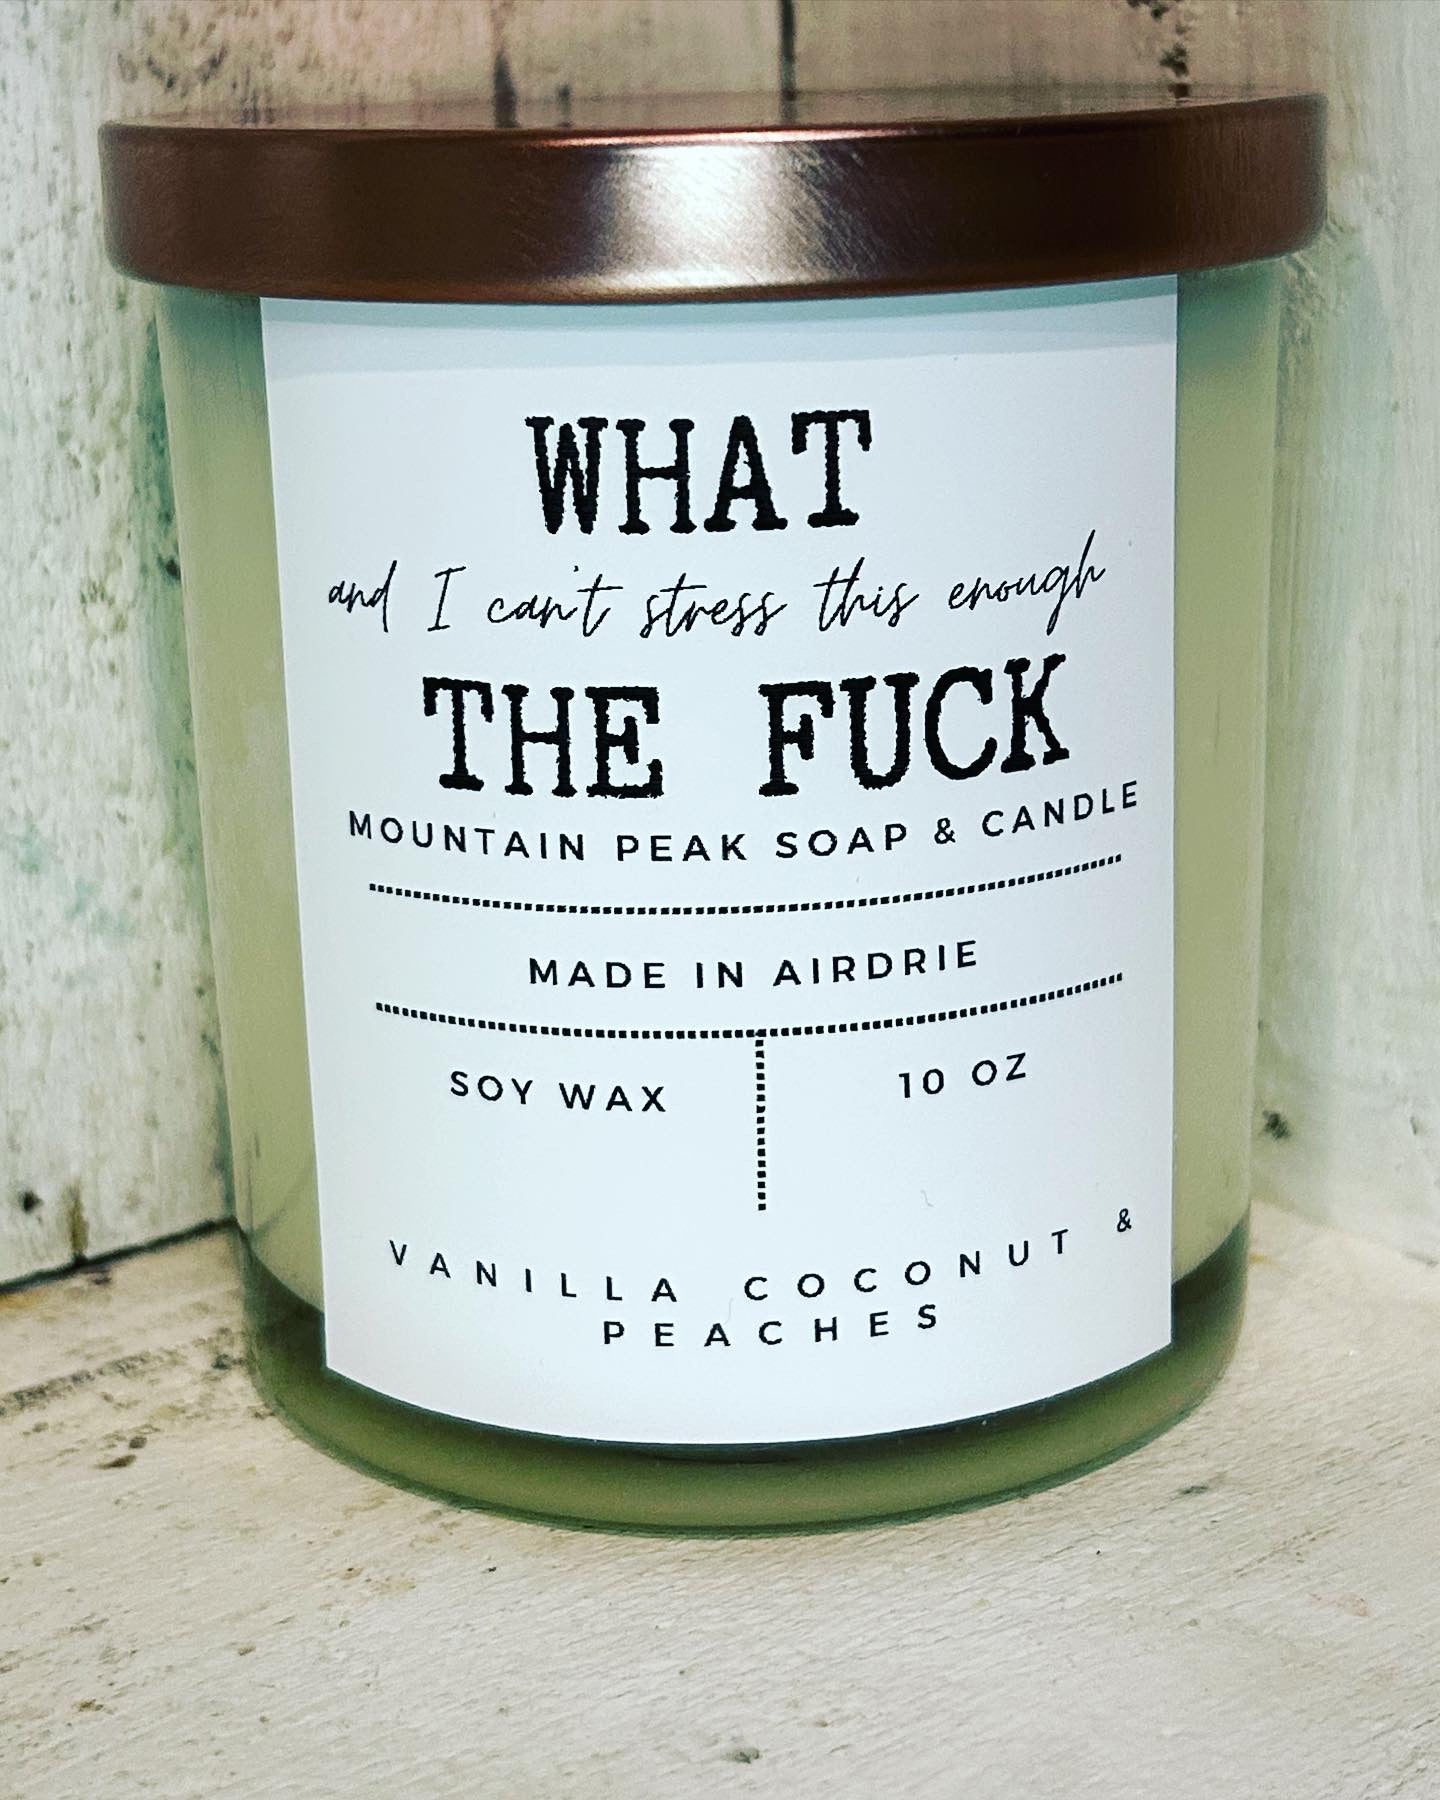 WHAT
and I can't stress this enough
THE FUCK
MOUNTAIN PEAK SOAP & CANDLE
MADE IN AIRDRIE
SOY WAX 10 OZ
VANILLA COCONUT &
PEACHES